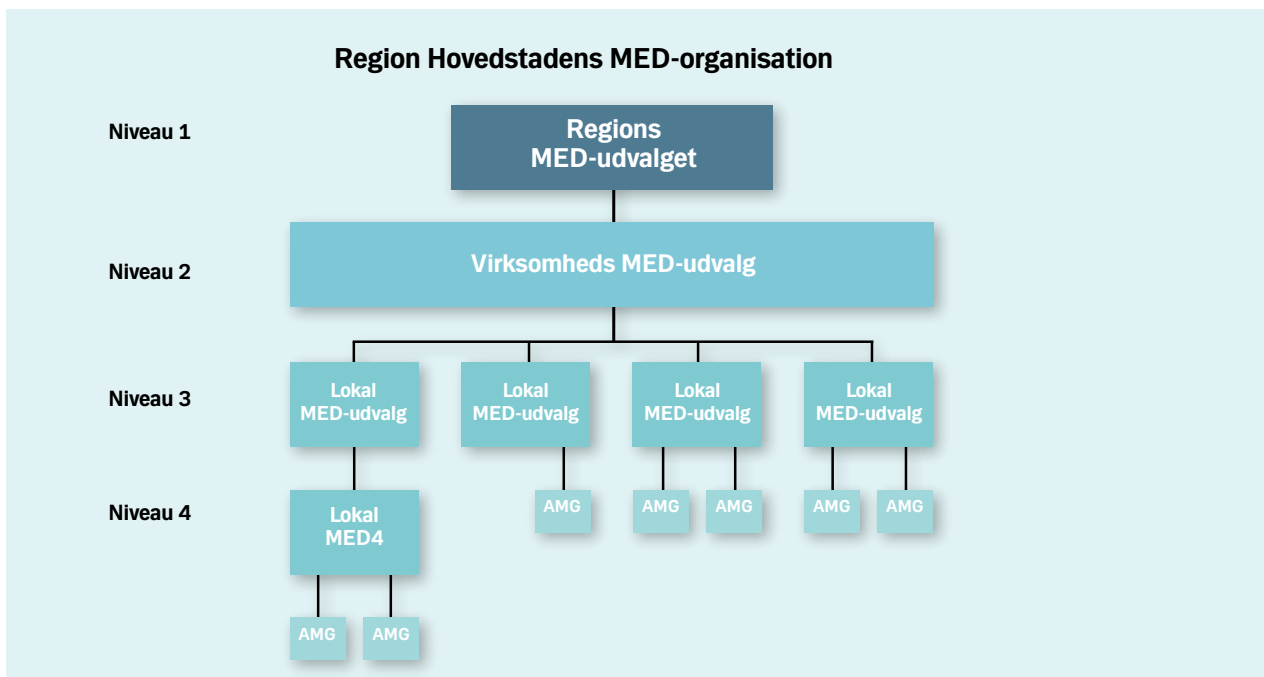 Region Hovedstadens MED-organisation
Niveau 1
Regions
MED-udvalget
Niveau 2
Virksomheds MED-udvalg
Niveau 3
Lokal
MED-udvalg
Lokal
MED-udvalg
Lokal
MED-udvalg
Lokal
MED-udvalg
Niveau 4
Lokal
MED4
AMG
AMG
AMG
AMG
AMG
AMG
AMG